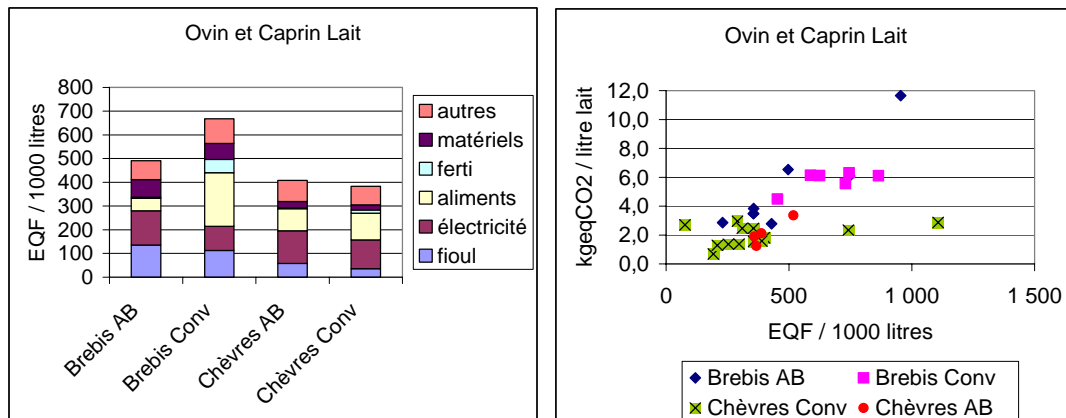 Ovin et Caprin Lait
EQF / 1000 litres
800
700
600
500
400
300
200
100
0
Brebis AB
Brebis Conv
Chèvres AB
Chèvres Conv
autres
matériels
ferti
aliments
électricité
fioul
Ovin et Caprin Lait
kgeqCO2 / litre lait
12,0
10,0
8,0
6,0
4,0
2,0
0,0
0 500 1 000 1 500
EQF / 1000 litres
Brebis AB Brebis Conv
Chèvres Conv Chèvres AB